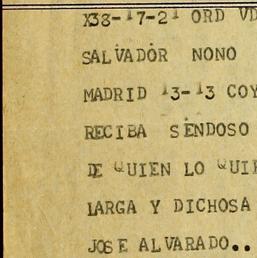 X38-17-21 ORD VD
SALVADOR NONO
MADRID 13-13 COY
RECIBA SENDOSO
DE QUIEN LO QUI
LARGA Y DICHOSA
JOSE ALVARADO..